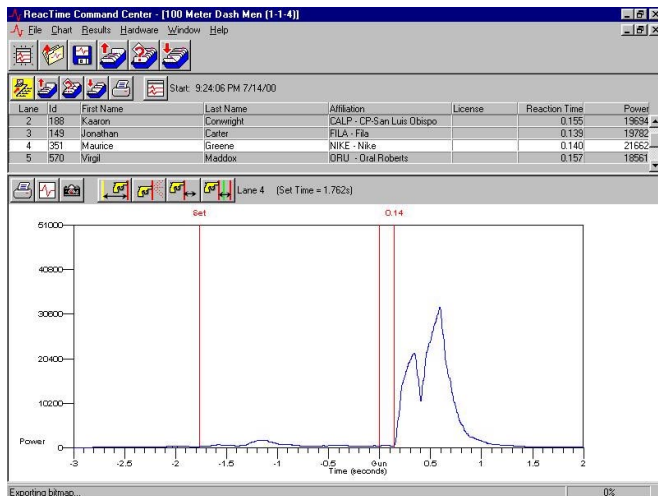 ReacTime Command Center - [100 Meter Dash Men (1-1-4)]
File Chart Results Hardware Window Help
Start: 9:24:06 PM 7/14/00
Lane Id First Name Last Name Affiliation License Reaction Time Power
2 188 Kaaron Conwright CALP - CP-San Luis Obispo 0.155 19694
3 149 Jonathan Carter FILA - Fila 0.139 19782
4 351 Maurice Greene NIKE - Nike 0.140 21662
5 570 Virgil Maddox ORU - Oral Roberts 0.157 18561
Lane 4 (Set Time = 1.762s)
Set 0.14
51000
40800
30600
20400
10200
Power 0
-3 -2.5 -2 -1.5 -1 -0.5 Gun 0.5 1 1.5 2
Time (seconds)
Exporting bitmap... 0%